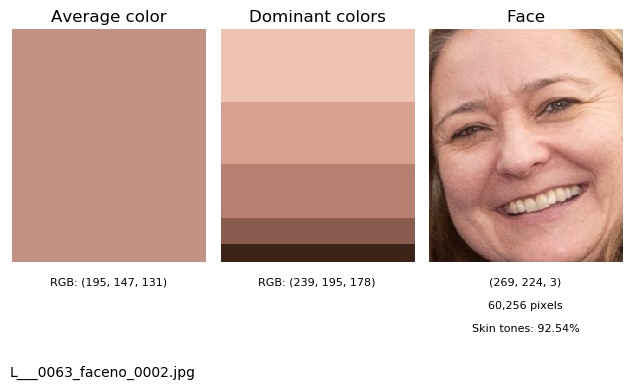 Average color
Dominant colors
Face
RGB: (195, 147, 131)
RGB: (239, 195, 178)
(269, 224, 3)
60,256 pixels
Skin tones: 92.54%
L___0063_faceno_0002.jpg